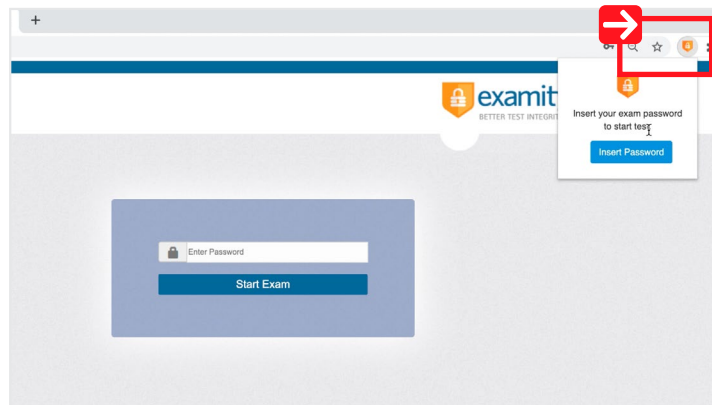 examit
BETTER TEST INTEGRIT
Insert your exam password
to start test
Insert Password
Enter Password
Start Exam